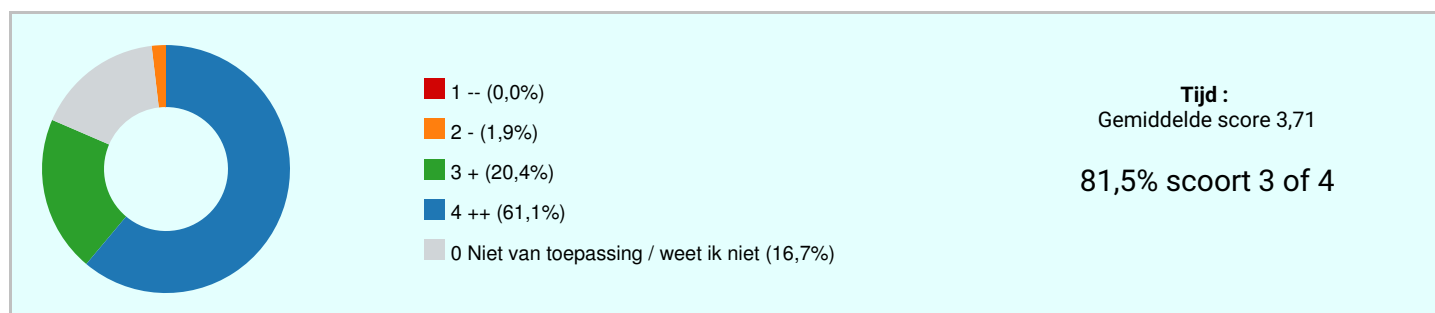 1 -- (0,0%)
2 - (1,9%)
3 + (20,4%)
4 ++ (61,1%)
0 Niet van toepassing / weet ik niet (16,7%)
Tijd :
Gemiddelde score 3,71
81,5% scoort 3 of 4